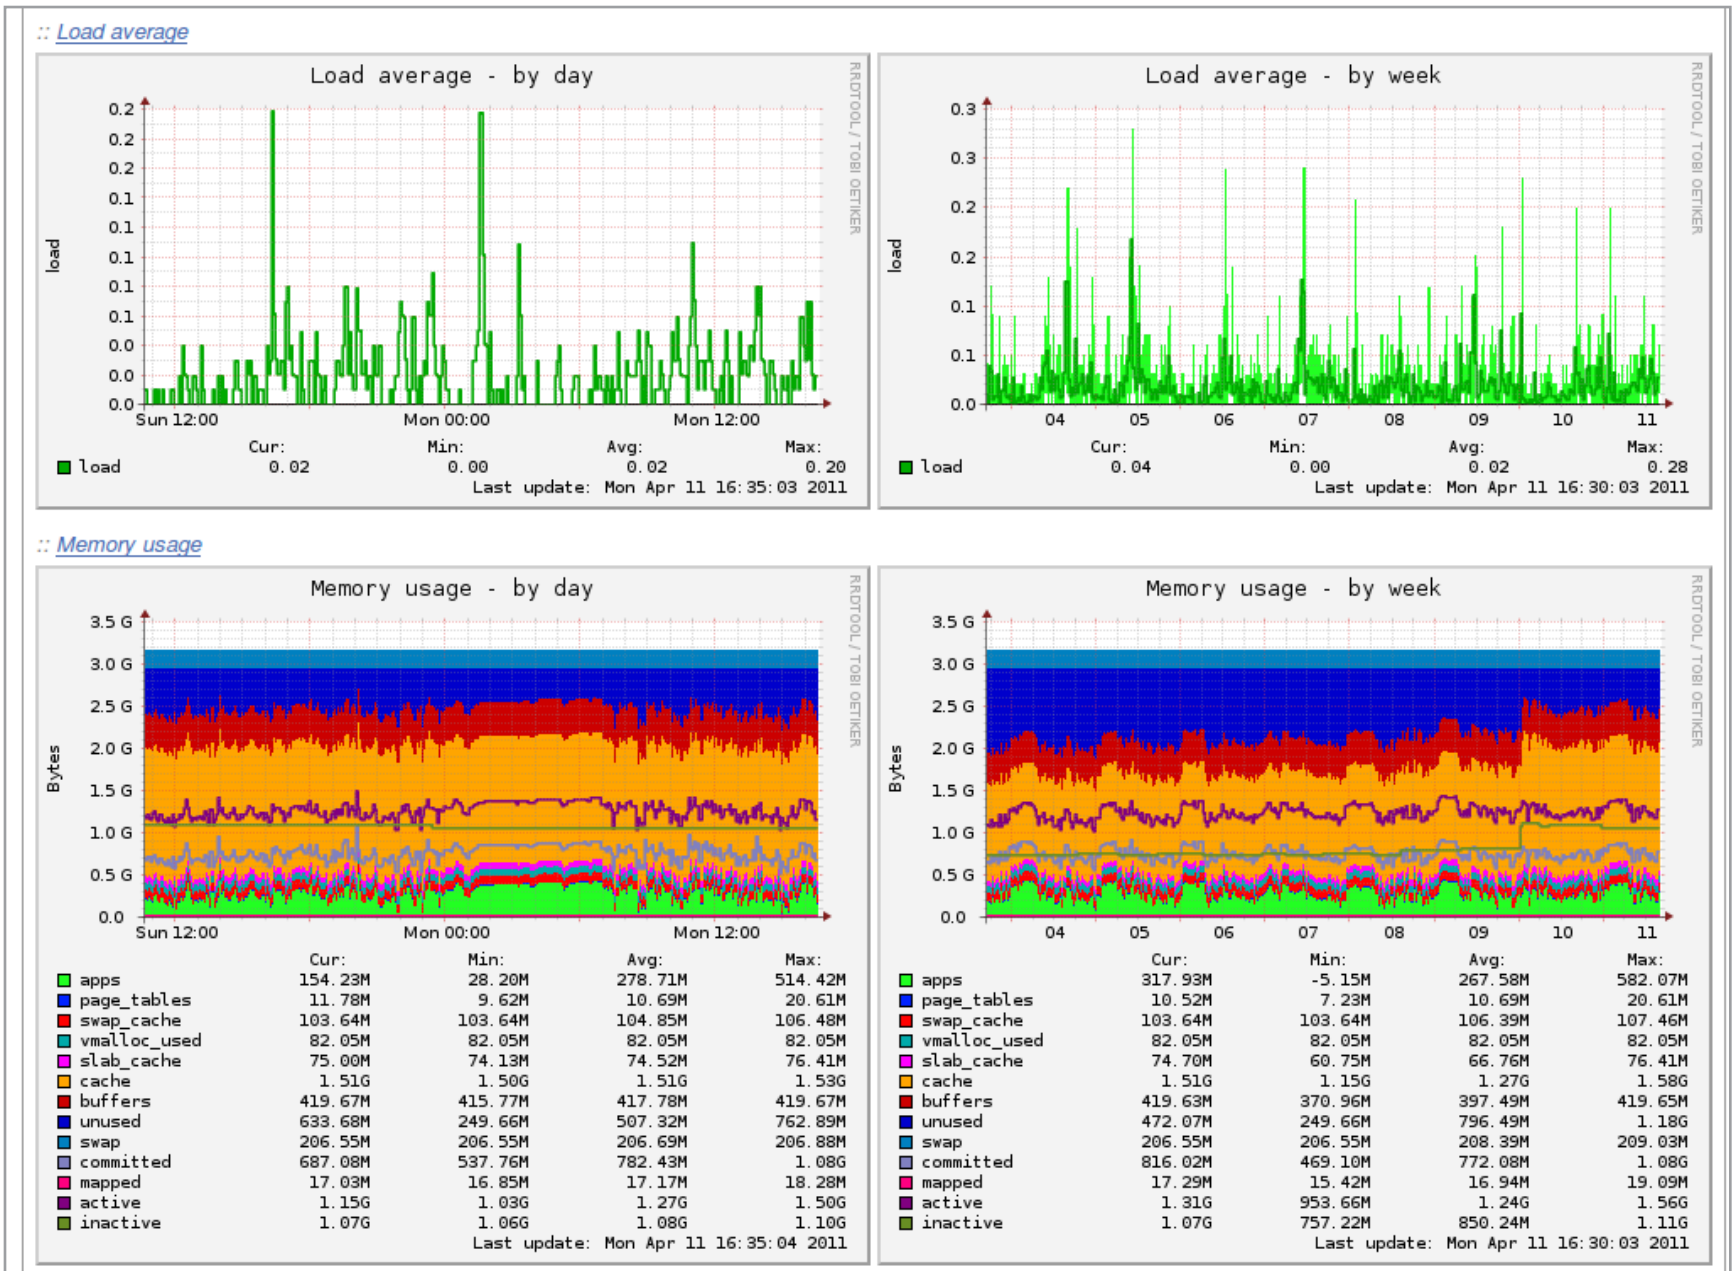 :: Load average
Load average - by day
RRDTOOL / TOBI OETIKER
load
0.2
0.2
0.2
0.1
0.1
0.1
0.1
0.1
0.0
0.0
0.0
Sun 12:00 Mon 00:00 Mon 12:00
Cur: Min: Avg: Max:
load 0.02 0.00 0.02 0.20
Last update: Mon Apr 11 16:35:03 2011
Load average - by week
RRDTOOL / TOBI OETIKER
load
0.3
0.3
0.2
0.2
0.1
0.1
0.0
04 05 06 07 08 09 10 11
Cur: Min: Avg: Max:
load 0.04 0.00 0.02 0.28
Last update: Mon Apr 11 16:30:03 2011
:: Memory usage
Memory usage - by day
RRDTOOL / TOBI OETIKER
Bytes
3.5 G
3.0 G
2.5 G
2.0 G
1.5 G
1.0 G
0.5 G
0.0
Sun 12:00 Mon 00:00 Mon 12:00
Cur: Min: Avg: Max:
apps 154.23M 28.20M 278.71M 514.42M
page_tables 11.78M 9.62M 10.69M 20.61M
swap_cache 103.64M 103.64M 104.85M 106.48M
vmalloc_used 82.05M 82.05M 82.05M 82.05M
slab_cache 75.00M 74.13M 74.52M 76.41M
cache 1.51G 1.50G 1.51G 1.53G
buffers 419.67M 415.77M 417.78M 419.67M
unused 633.68M 249.66M 507.32M 762.89M
swap 206.55M 206.55M 206.69M 206.88M
committed 687.08M 537.76M 782.43M 1.08G
mapped 17.03M 16.85M 17.17M 18.28M
active 1.15G 1.03G 1.27G 1.50G
inactive 1.07G 1.06G 1.08G 1.10G
Last update: Mon Apr 11 16:35:04 2011
Memory usage - by week
RRDTOOL / TOBI OETIKER
Bytes
3.5 G
3.0 G
2.5 G
2.0 G
1.5 G
1.0 G
0.5 G
0.0
04 05 06 07 08 09 10 11
Cur: Min: Avg: Max:
apps 317.93M -5.15M 267.58M 582.07M
page_tables 10.52M 7.23M 10.69M 20.61M
swap_cache 103.64M 103.64M 106.39M 107.46M
vmalloc_used 82.05M 82.05M 82.05M 82.05M
slab_cache 74.70M 60.75M 66.76M 76.41M
cache 1.51G 1.15G 1.27G 1.58G
buffers 419.63M 370.96M 397.49M 419.65M
unused 472.07M 249.66M 796.49M 1.18G
swap 206.55M 206.55M 208.39M 209.03M
committed 816.02M 469.10M 772.08M 1.08G
mapped 17.29M 15.42M 16.94M 19.09M
active 1.31G 953.66M 1.24G 1.56G
inactive 1.07G 757.22M 850.24M 1.11G
Last update: Mon Apr 11 16:30:03 2011